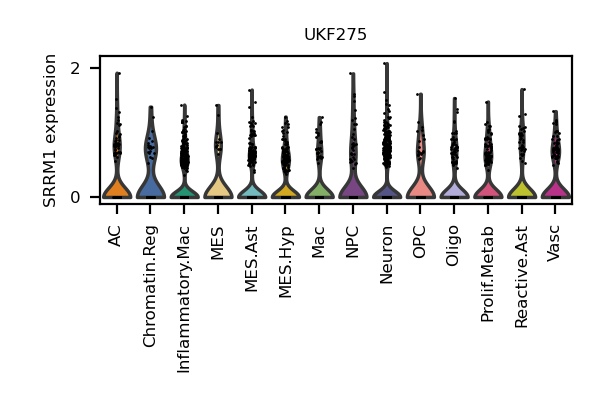 UKF275
SRRM1 expression
2
0
AC
Chromatin.Reg
Inflammatory.Mac
MES
MES.Ast
MES.Hyp
Mac
NPC
Neuron
OPC
Oligo
Prolif.Metab
Reactive.Ast
Vasc